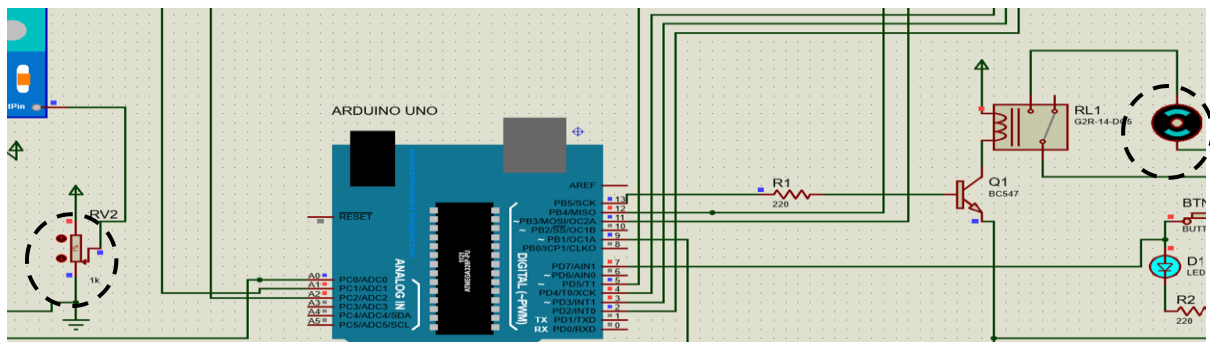 tPin
RV2
1k
ARDUINO UNO
RESET
AREF
PB5/SCK 13
PB4/MISO 12
~PB3/MOSI/OC2A 11
~PB2/SS/OC1B 10
~PB1/OC1A 9
PB0/ICP1/CLKO 8
PD7/AIN1 7
~PD6/AIN0 6
~PD5/T1 5
PD4/T0/XCK 4
~PD3/INT1 3
PD2/INT0 2
TX PD1/TXD 1
RX PD0/RXD 0
A0 PC0/ADC0
A1 PC1/ADC1
A2 PC2/ADC2
A3 PC3/ADC3
A4 PC4/ADC4/SDA
A5 PC5/ADC5/SCL
ANALOG IN
DIGITAL (~PWM)
R1
220
Q1
BC547
RL1
BTN
BUTT
D1
LED
R2
220